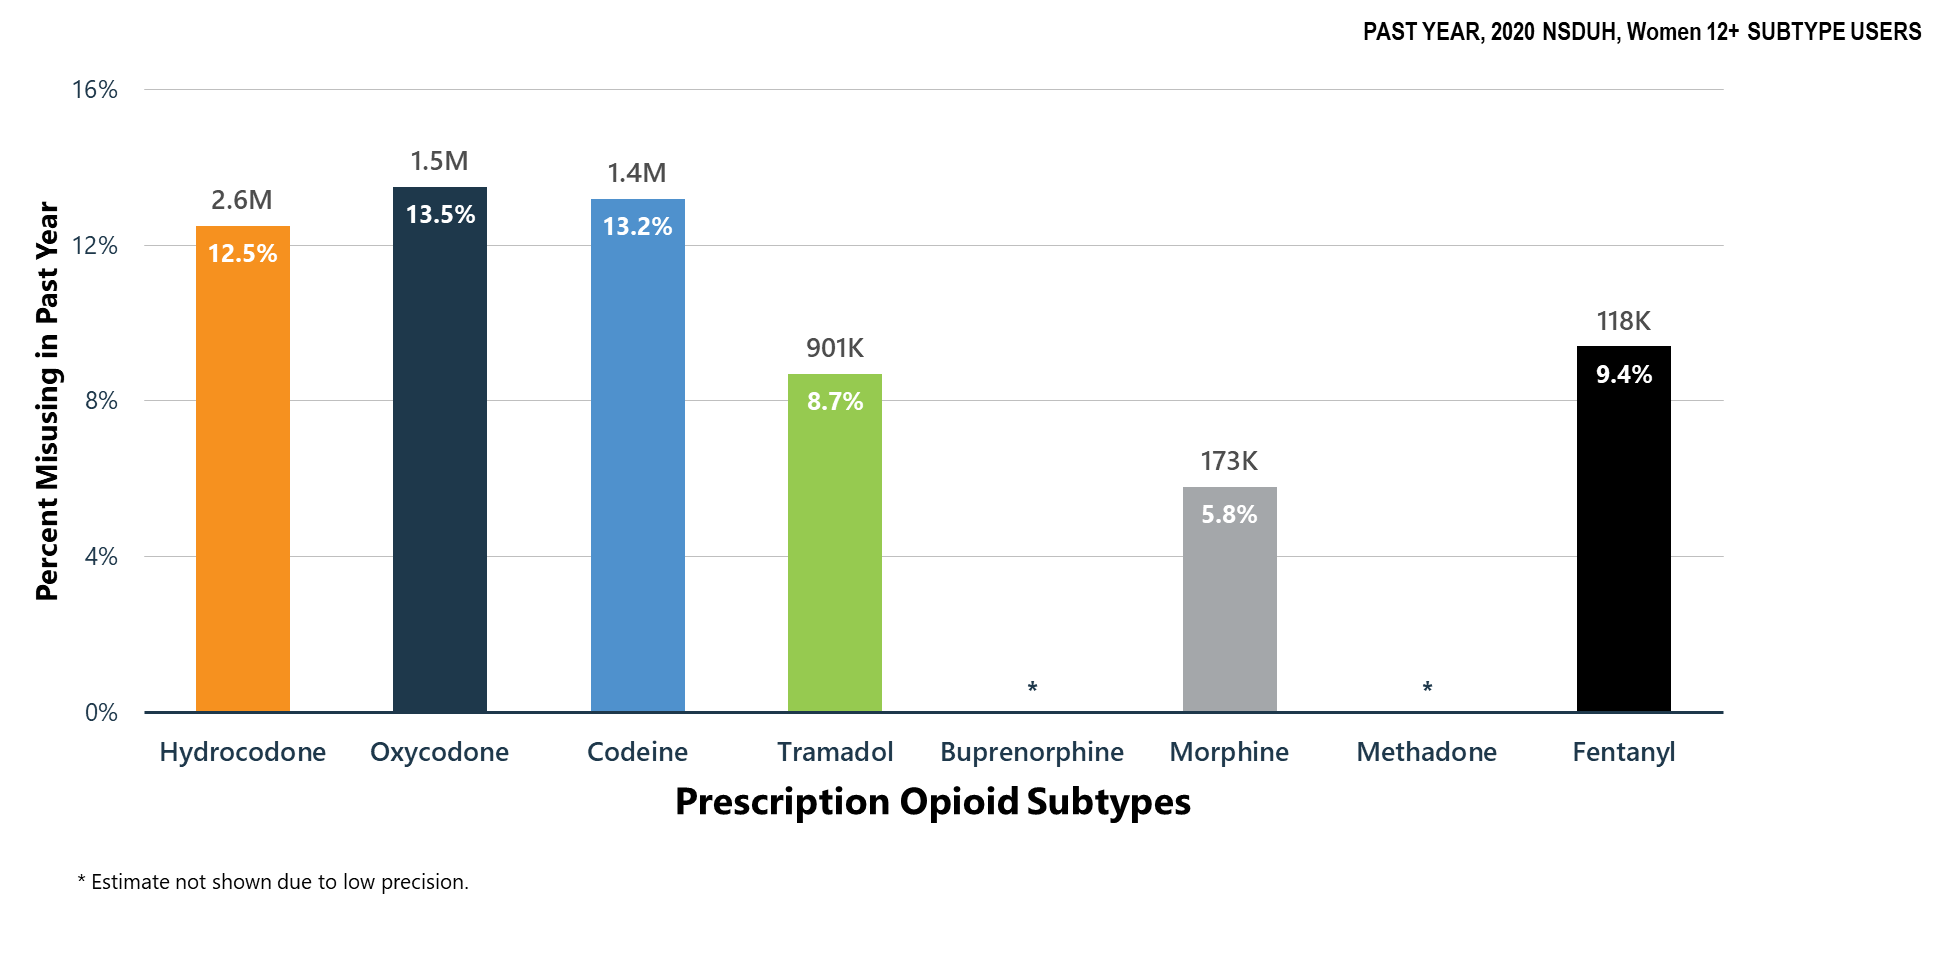 PAST YEAR, 2020 NSDUH, Women 12+ SUBTYPE USERS
Percent Misusing in Past Year
16%
12%
8%
4%
0%
2.6M
12.5%
1.5M
13.5%
1.4M
13.2%
901K
8.7%
*
173K
5.8%
*
118K
9.4%
Hydrocodone Oxycodone Codeine Tramadol Buprenorphine Morphine Methadone Fentanyl
Prescription Opioid Subtypes
* Estimate not shown due to low precision.